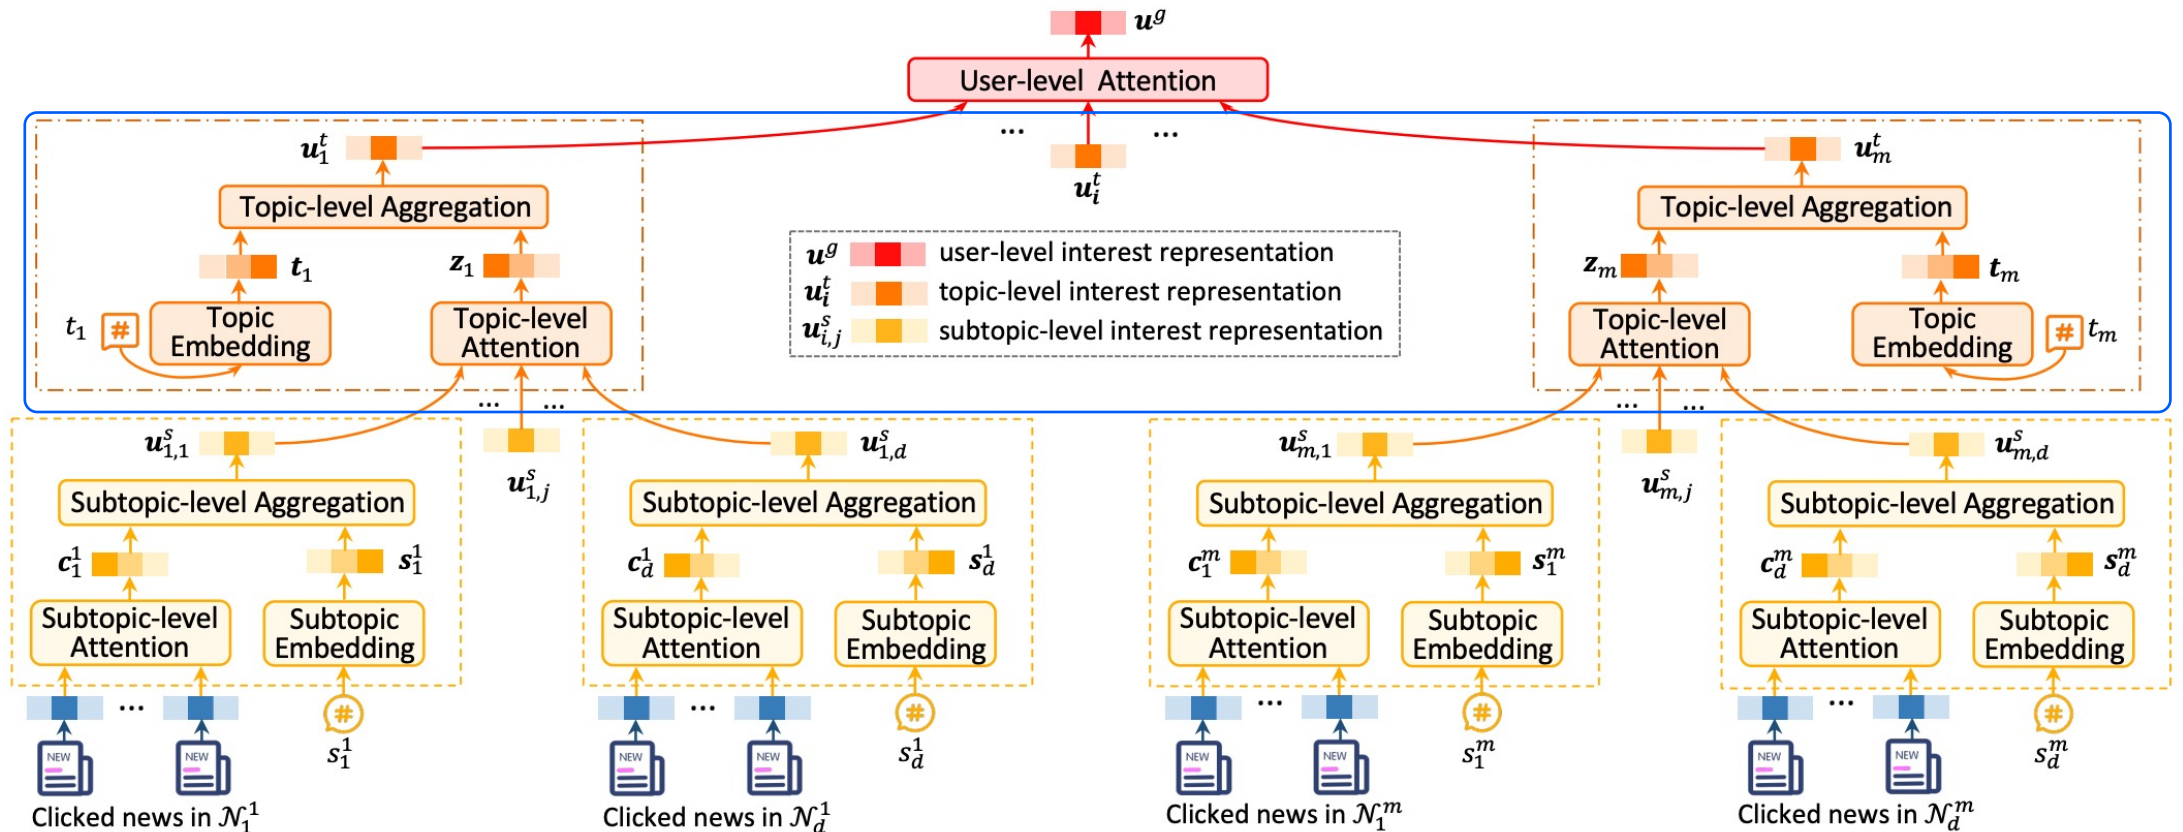 u^g
User-level Attention
... ...
u_1^t
u_i^t
u_m^t
Topic-level Aggregation
Topic-level Aggregation
t_1
z_1
z_m
t_m
u^g user-level interest representation
u_i^t topic-level interest representation
u_{i,j}^s subtopic-level interest representation
t_1
#
Topic
Embedding
Topic-level
Attention
Topic-level
Attention
Topic
Embedding
#
t_m
... ...
... ...
u_{1,1}^s
u_{1,j}^s
u_{1,d}^s
u_{m,1}^s
u_{m,j}^s
u_{m,d}^s
Subtopic-level Aggregation
Subtopic-level Aggregation
Subtopic-level Aggregation
Subtopic-level Aggregation
c_1^1
s_1^1
c_d^1
s_d^1
c_1^m
s_1^m
c_d^m
s_d^m
Subtopic-level
Attention
Subtopic
Embedding
Subtopic-level
Attention
Subtopic
Embedding
Subtopic-level
Attention
Subtopic
Embedding
Subtopic-level
Attention
Subtopic
Embedding
...
#
...
#
...
#
...
#
NEW
NEW
s_1^1
NEW
NEW
s_d^1
NEW
NEW
s_1^m
NEW
NEW
s_d^m
Clicked news in 𝒩_1^1
Clicked news in 𝒩_d^1
Clicked news in 𝒩_1^m
Clicked news in 𝒩_d^m